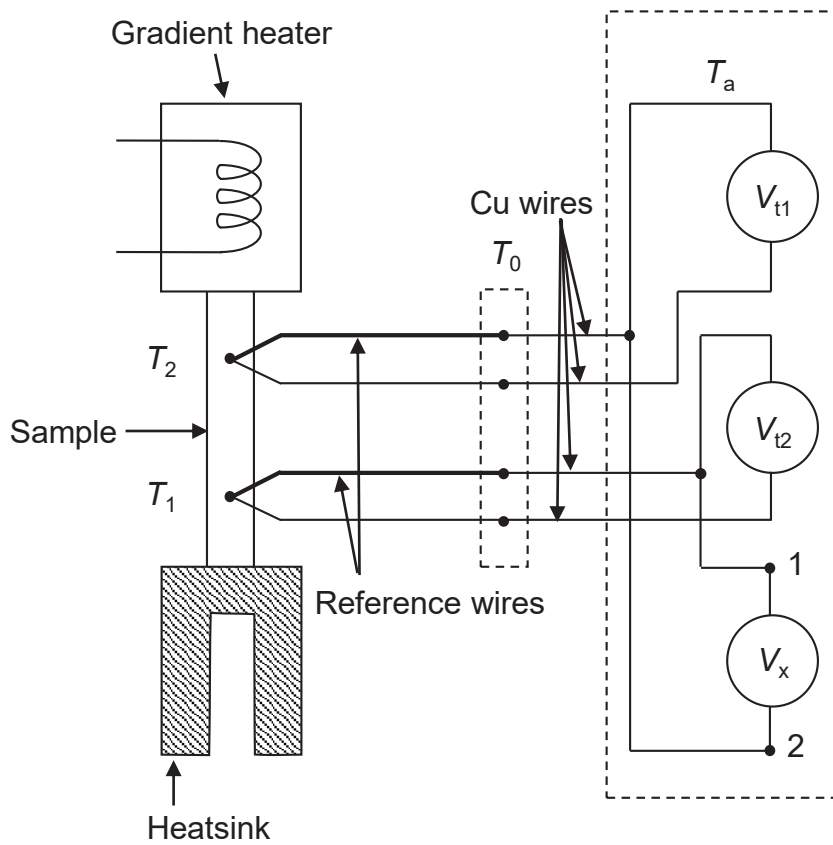 Gradient heater
T₂
Sample
T₁
Heatsink
Reference wires
Cu wires
T₀
Tₐ
Vₜ₁
Vₜ₂
1
Vₓ
2